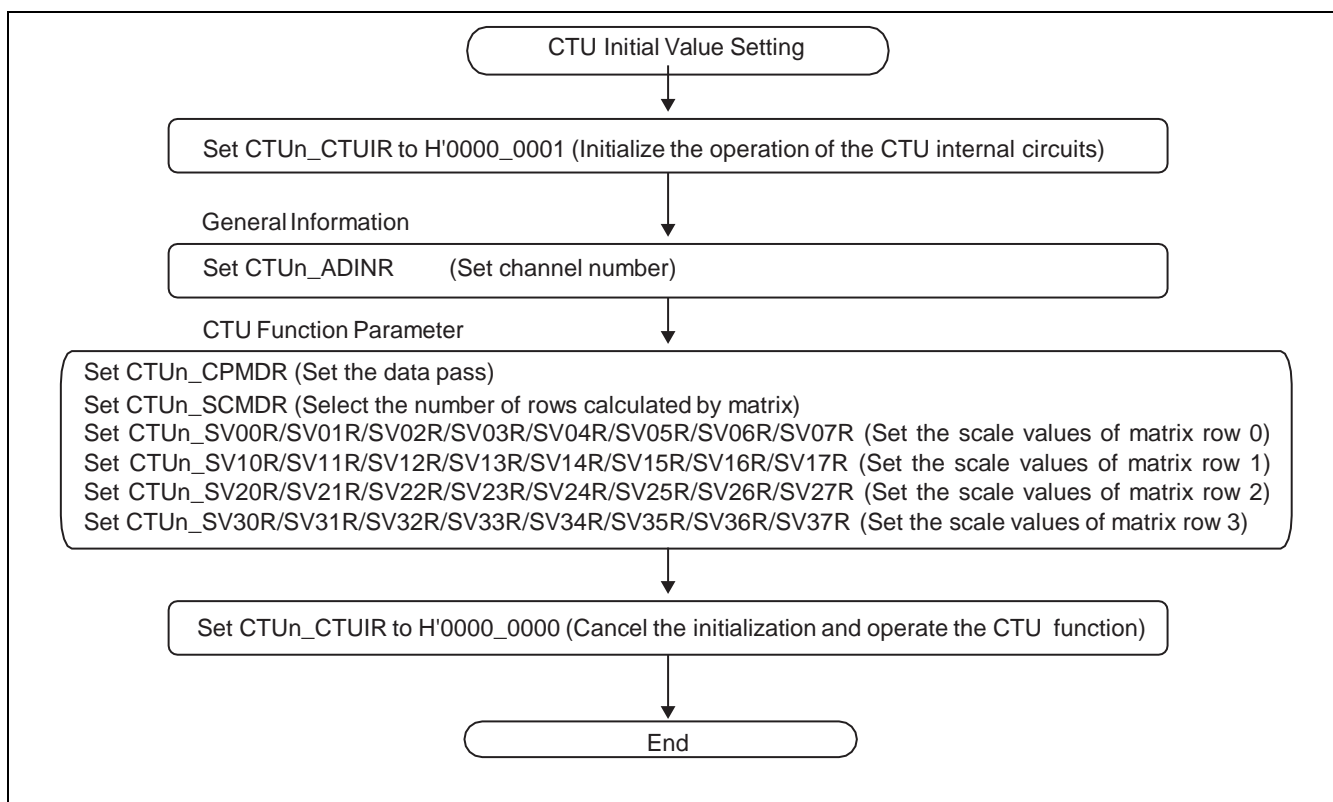 CTU Initial Value Setting
Set CTUn_CTUIR to H'0000_0001 (Initialize the operation of the CTU internal circuits)
General Information
Set CTUn_ADINR (Set channel number)
CTU Function Parameter
Set CTUn_CPMDR (Set the data pass)
Set CTUn_SCMDR (Select the number of rows calculated by matrix)
Set CTUn_SV00R/SV01R/SV02R/SV03R/SV04R/SV05R/SV06R/SV07R (Set the scale values of matrix row 0)
Set CTUn_SV10R/SV11R/SV12R/SV13R/SV14R/SV15R/SV16R/SV17R (Set the scale values of matrix row 1)
Set CTUn_SV20R/SV21R/SV22R/SV23R/SV24R/SV25R/SV26R/SV27R (Set the scale values of matrix row 2)
Set CTUn_SV30R/SV31R/SV32R/SV33R/SV34R/SV35R/SV36R/SV37R (Set the scale values of matrix row 3)
Set CTUn_CTUIR to H'0000_0000 (Cancel the initialization and operate the CTU function)
End